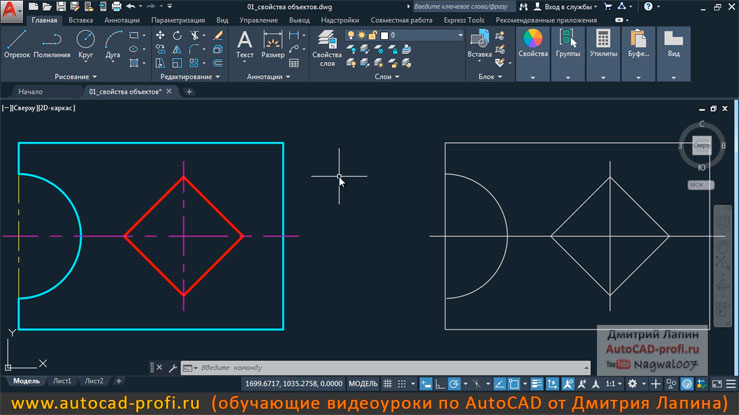 01_свойства объектов.dwg
Введите ключевое слово/фразу
Вход в службы
Главная Вставка Аннотации Параметризация Вид Управление Вывод Надстройки Совместная работа Express Tools Рекомендованные приложения
Отрезок Полилиния Круг Дуга
Текст Размер
Свойства слоя
0
Вставка
Свойства Группы Утилиты Буфе... Вид
Рисование Редактирование Аннотации Слои Блок
Начало 01_свойства объектов*
[−][Сверху][2D-каркас]
С
З Сверху В
Ю
МСК
Y
X
Дмитрий Лапин
AutoCAD-profi.ru
You Tube Nagwal007
Введите команду
Модель Лист1 Лист2 +
1699.6717, 1035.2758, 0.0000 МОДЕЛЬ 1:1
www.autocad-profi.ru (обучающие видеоуроки по AutoCAD от Дмитрия Лапина)